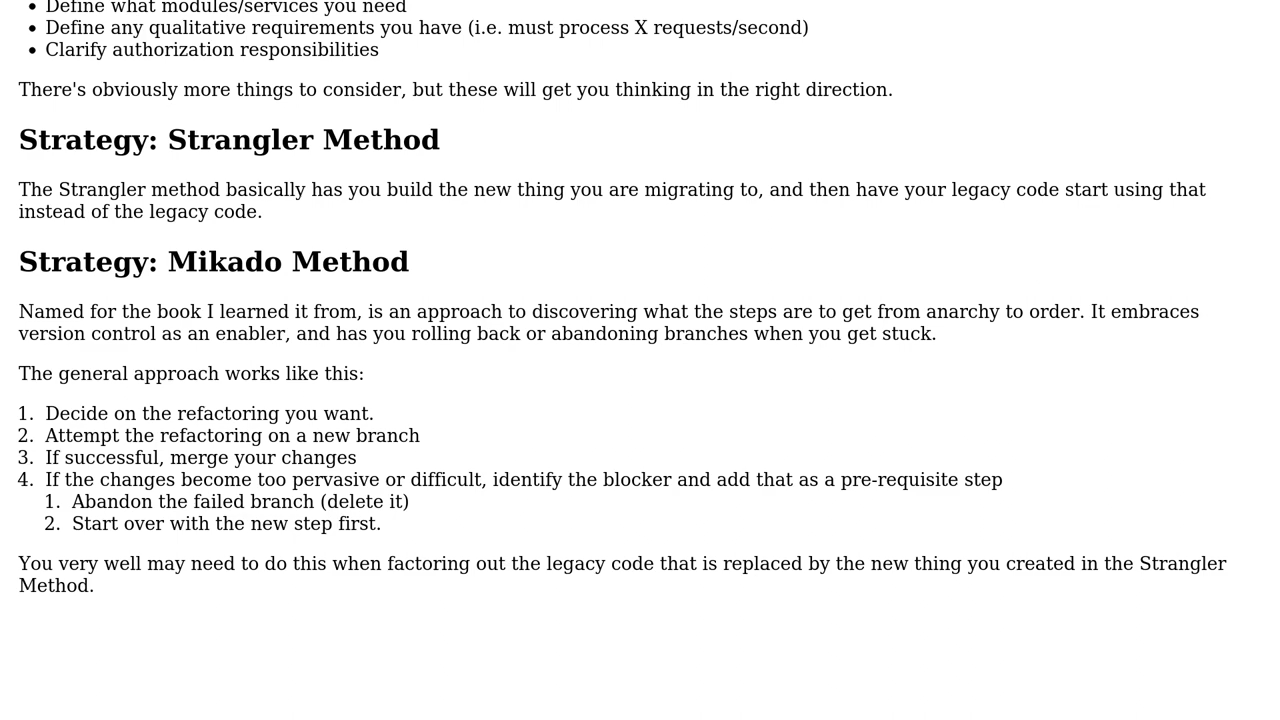 Define what modules/services you need
Define any qualitative requirements you have (i.e. must process X requests/second)
Clarify authorization responsibilities
There's obviously more things to consider, but these will get you thinking in the right direction.
Strategy: Strangler Method
The Strangler method basically has you build the new thing you are migrating to, and then have your legacy code start using that
instead of the legacy code.
Strategy: Mikado Method
Named for the book I learned it from, is an approach to discovering what the steps are to get from anarchy to order. It embraces
version control as an enabler, and has you rolling back or abandoning branches when you get stuck.
The general approach works like this:
1. Decide on the refactoring you want.
2. Attempt the refactoring on a new branch
3. If successful, merge your changes
4. If the changes become too pervasive or difficult, identify the blocker and add that as a pre-requisite step
1. Abandon the failed branch (delete it)
2. Start over with the new step first.
You very well may need to do this when factoring out the legacy code that is replaced by the new thing you created in the Strangler
Method.